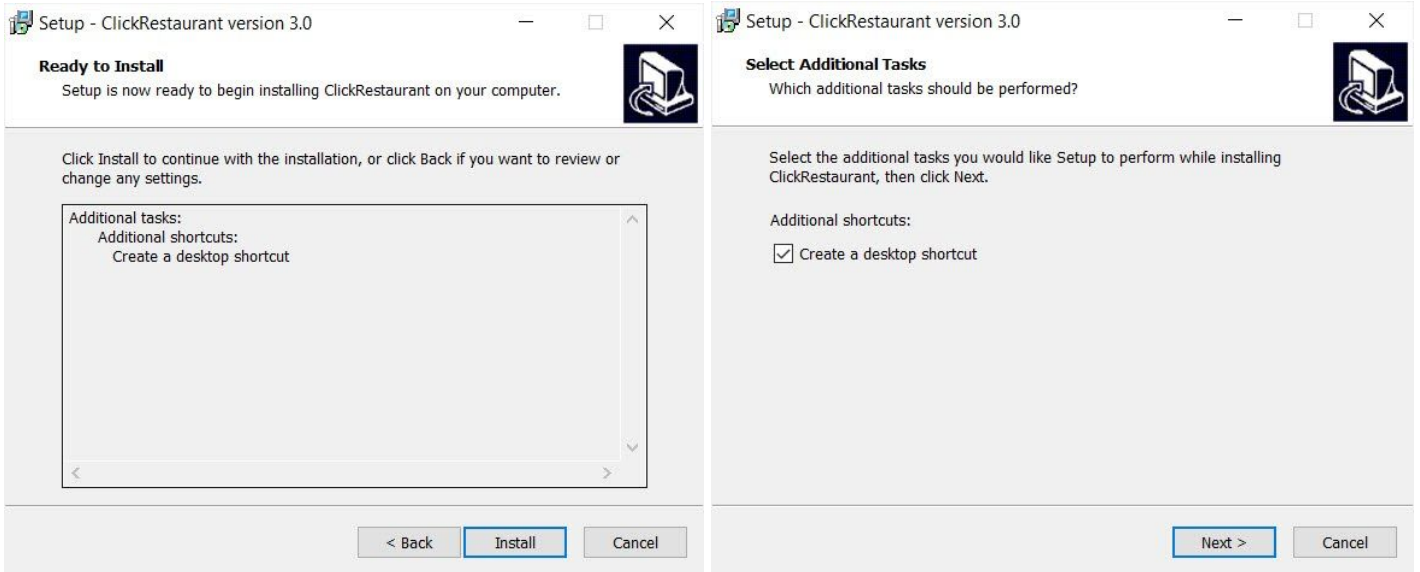 Setup - ClickRestaurant version 3.0
Ready to Install
Setup is now ready to begin installing ClickRestaurant on your computer.
Click Install to continue with the installation, or click Back if you want to review or
change any settings.
Additional tasks:
Additional shortcuts:
Create a desktop shortcut
< Back
Install
Cancel
Setup - ClickRestaurant version 3.0
Select Additional Tasks
Which additional tasks should be performed?
Select the additional tasks you would like Setup to perform while installing
ClickRestaurant, then click Next.
Additional shortcuts:
Create a desktop shortcut
Next >
Cancel